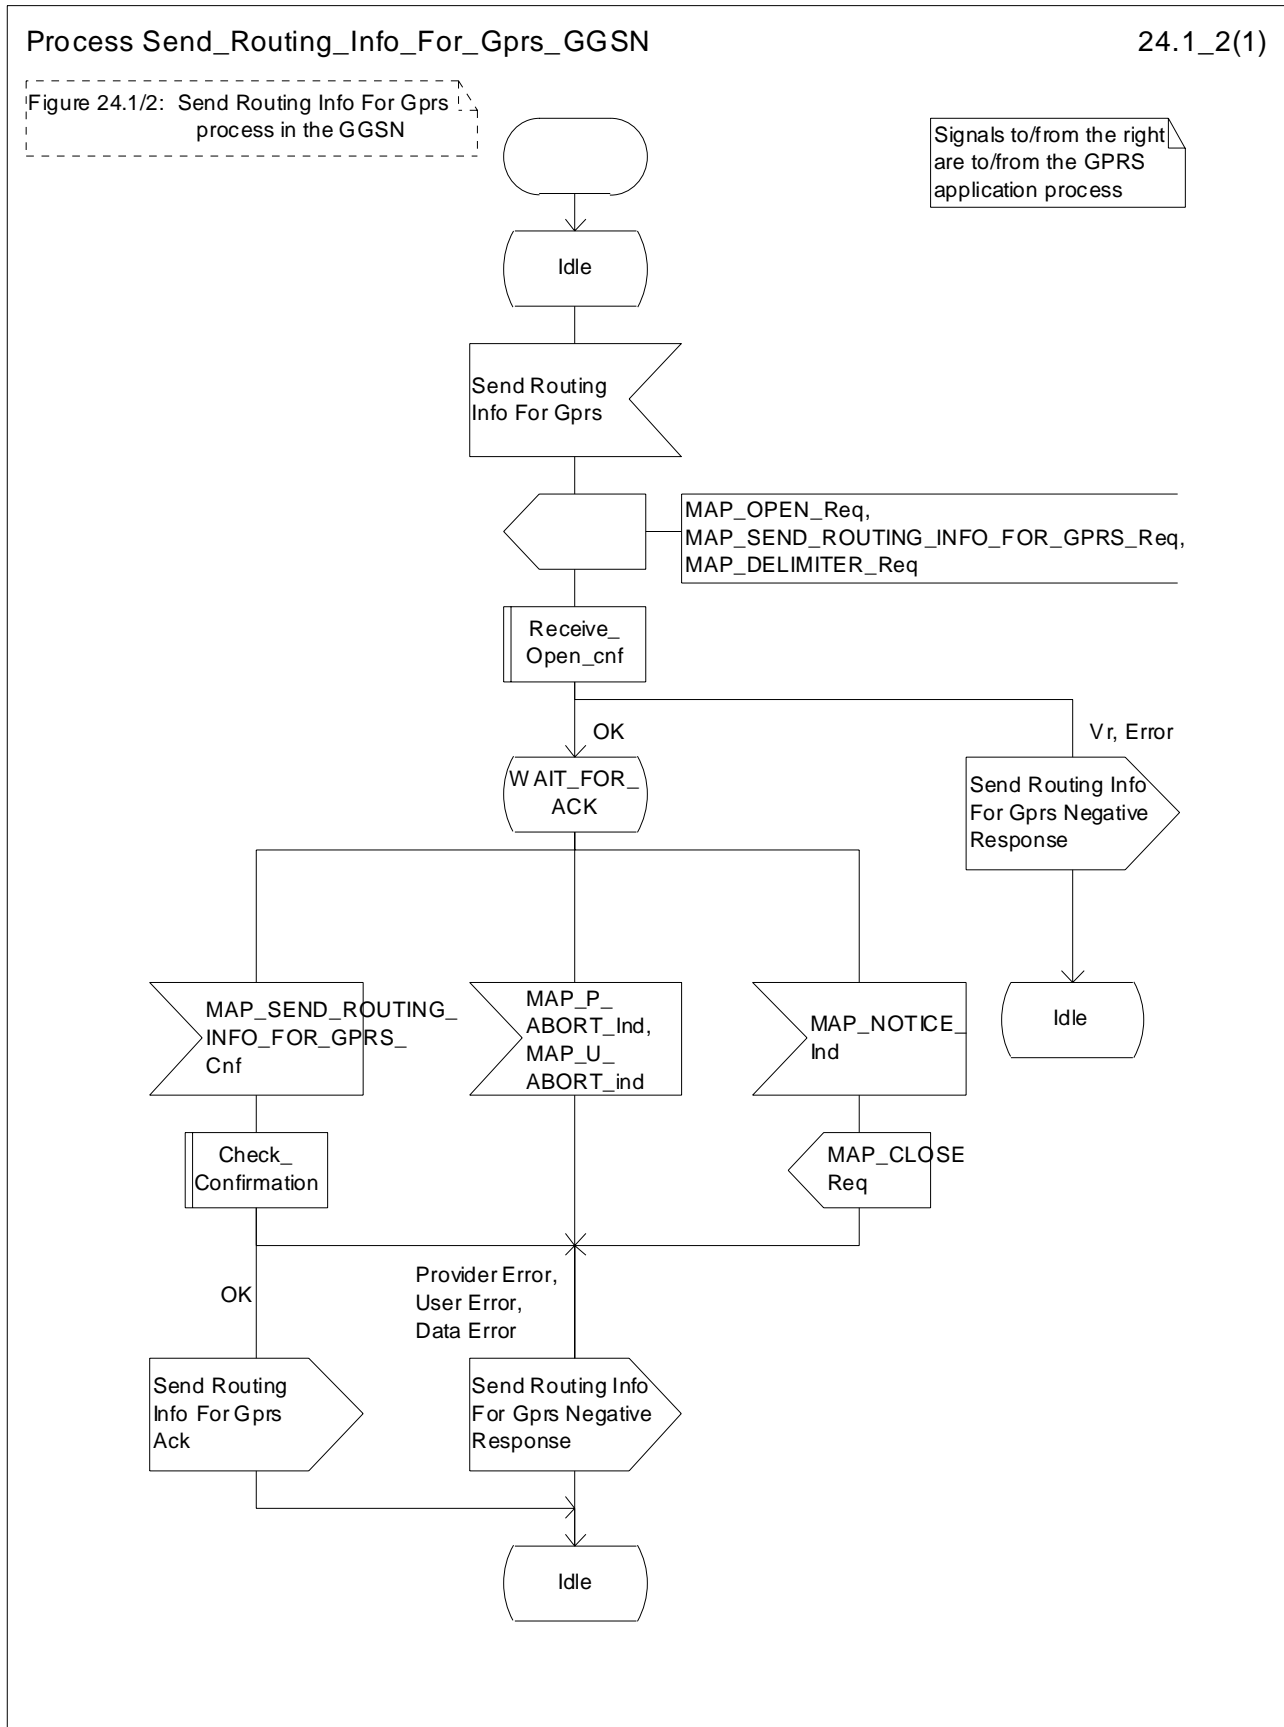 Process Send_Routing_Info_For_Gprs_GGSN
24.1_2(1)
Figure 24.1/2: Send Routing Info For Gprs
process in the GGSN
Signals to/from the right
are to/from the GPRS
application process
Idle
Send Routing
Info For Gprs
MAP_OPEN_Req,
MAP_SEND_ROUTING_INFO_FOR_GPRS_Req,
MAP_DELIMITER_Req
Receive_
Open_cnf
OK
Vr, Error
WAIT_FOR_
ACK
Send Routing Info
For Gprs Negative
Response
MAP_SEND_ROUTING_
INFO_FOR_GPRS_
Cnf
MAP_P_
ABORT_Ind,
MAP_U_
ABORT_ind
MAP_NOTICE_
Ind
Idle
Check_
Confirmation
MAP_CLOSE
Req
OK
Provider Error,
User Error,
Data Error
Send Routing
Info For Gprs
Ack
Send Routing Info
For Gprs Negative
Response
Idle